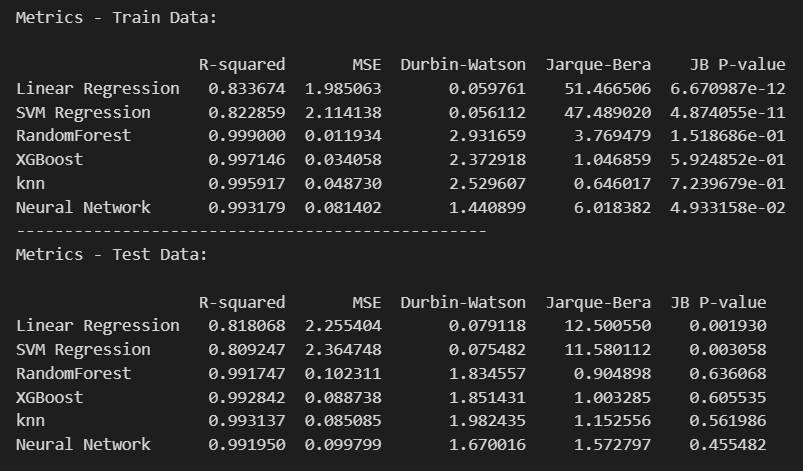 Metrics - Train Data:
R-squared MSE Durbin-Watson Jarque-Bera JB P-value
Linear Regression 0.833674 1.985063 0.059761 51.466506 6.670987e-12
SVM Regression 0.822859 2.114138 0.056112 47.489020 4.874055e-11
RandomForest 0.999000 0.011934 2.931659 3.769479 1.518686e-01
XGBoost 0.997146 0.034058 2.372918 1.046859 5.924852e-01
knn 0.995917 0.048730 2.529607 0.646017 7.239679e-01
Neural Network 0.993179 0.081402 1.440899 6.018382 4.933158e-02
-------------------------------------------------
Metrics - Test Data:
R-squared MSE Durbin-Watson Jarque-Bera JB P-value
Linear Regression 0.818068 2.255404 0.079118 12.500550 0.001930
SVM Regression 0.809247 2.364748 0.075482 11.580112 0.003058
RandomForest 0.991747 0.102311 1.834557 0.904898 0.636068
XGBoost 0.992842 0.088738 1.851431 1.003285 0.605535
knn 0.993137 0.085085 1.982435 1.152556 0.561986
Neural Network 0.991950 0.099799 1.670016 1.572797 0.455482